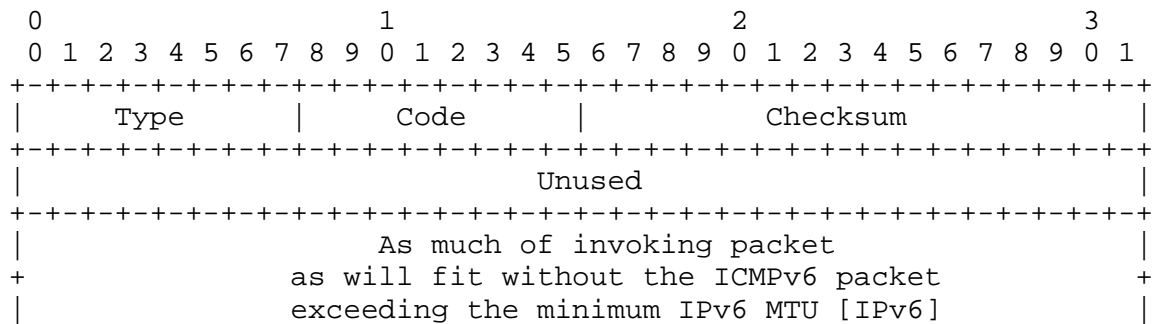 0                   1                   2                   3
 0 1 2 3 4 5 6 7 8 9 0 1 2 3 4 5 6 7 8 9 0 1 2 3 4 5 6 7 8 9 0 1
+-+-+-+-+-+-+-+-+-+-+-+-+-+-+-+-+-+-+-+-+-+-+-+-+-+-+-+-+-+-+-+-+
|     Type      |     Code      |          Checksum             |
+-+-+-+-+-+-+-+-+-+-+-+-+-+-+-+-+-+-+-+-+-+-+-+-+-+-+-+-+-+-+-+-+
|                             Unused                            |
+-+-+-+-+-+-+-+-+-+-+-+-+-+-+-+-+-+-+-+-+-+-+-+-+-+-+-+-+-+-+-+-+
|                    As much of invoking packet                 |
+               as will fit without the ICMPv6 packet           +
|               exceeding the minimum IPv6 MTU [IPv6]           |